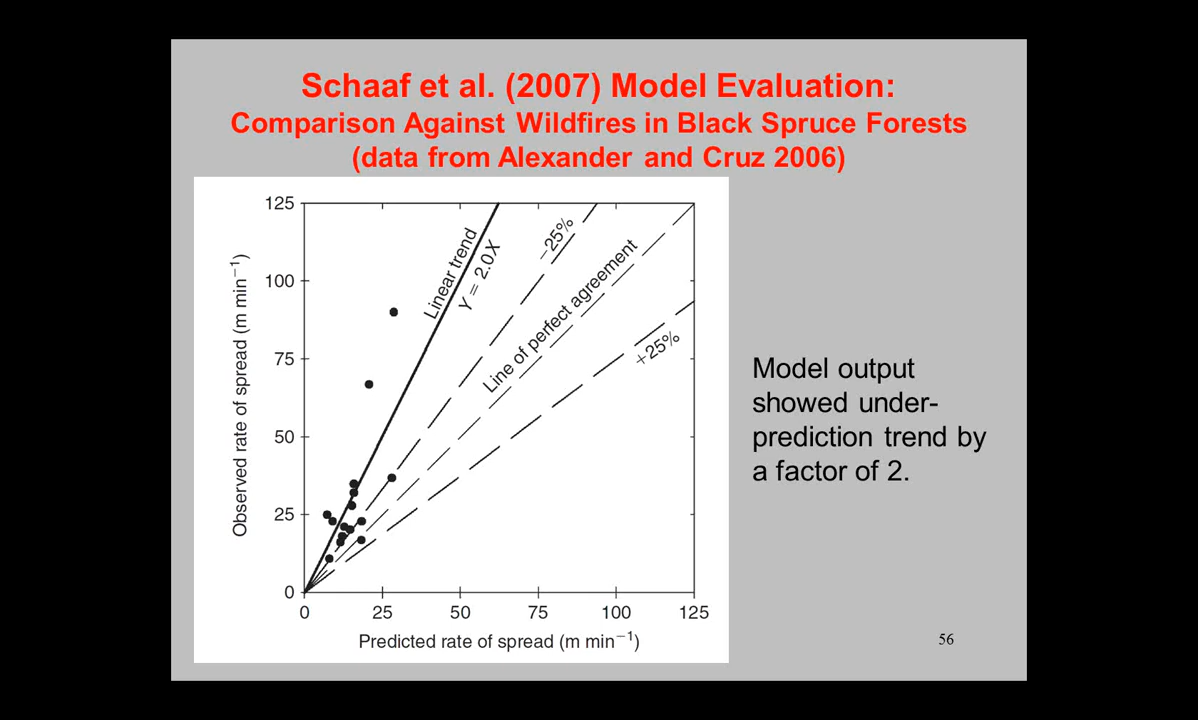 Schaaf et al. (2007) Model Evaluation:
Comparison Against Wildfires in Black Spruce Forests
(data from Alexander and Cruz 2006)
125
100
75
50
25
0
Observed rate of spread (m min−1)
Linear trend
Y = 2.0X
−25%
Line of perfect agreement
+25%
0 25 50 75 100 125
Predicted rate of spread (m min−1)
Model output
showed under-
prediction trend by
a factor of 2.
56